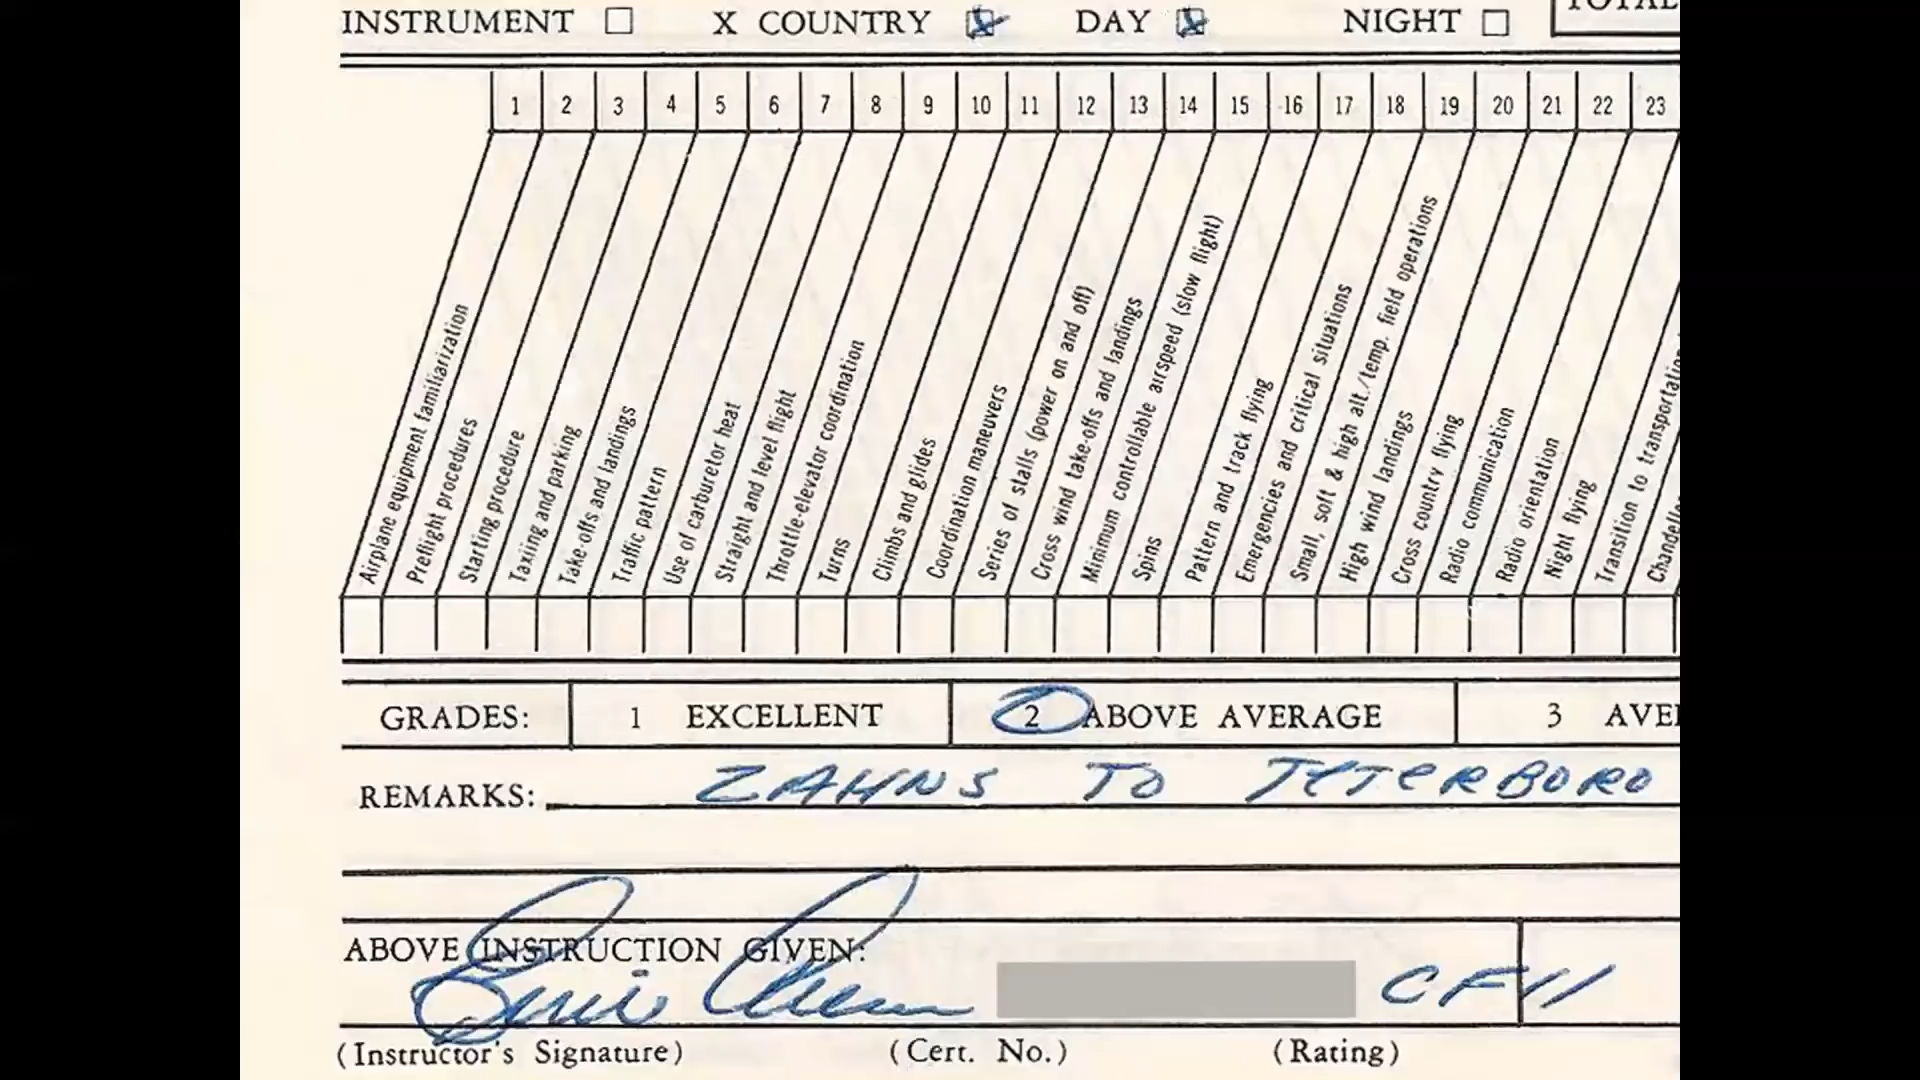 INSTRUMENT X COUNTRY DAY NIGHT TOTAL
1 2 3 4 5 6 7 8 9 10 11 12 13 14 15 16 17 18 19 20 21 22 23
Airplane equipment familiarization
Preflight procedures
Starting procedure
Taxiing and parking
Take-offs and landings
Traffic pattern
Use of carburetor heat
Straight and level flight
Throttle-elevator coordination
Turns
Climbs and glides
Coordination maneuvers
Series of stalls (power on and off)
Cross wind take-offs and landings
Minimum controllable airspeed (slow flight)
Spins
Pattern and track flying
Emergencies and critical situations
Small, soft & high alt./temp. field operations
High wind landings
Cross country flying
Radio communication
Radio orientation
Night flying
Transition to transportatio
Chandelle
GRADES: 1 EXCELLENT 2 ABOVE AVERAGE 3 AVE
REMARKS: ZAHNS TO TETERBORO
ABOVE INSTRUCTION GIVEN:
CFII
(Instructor's Signature) (Cert. No.) (Rating)